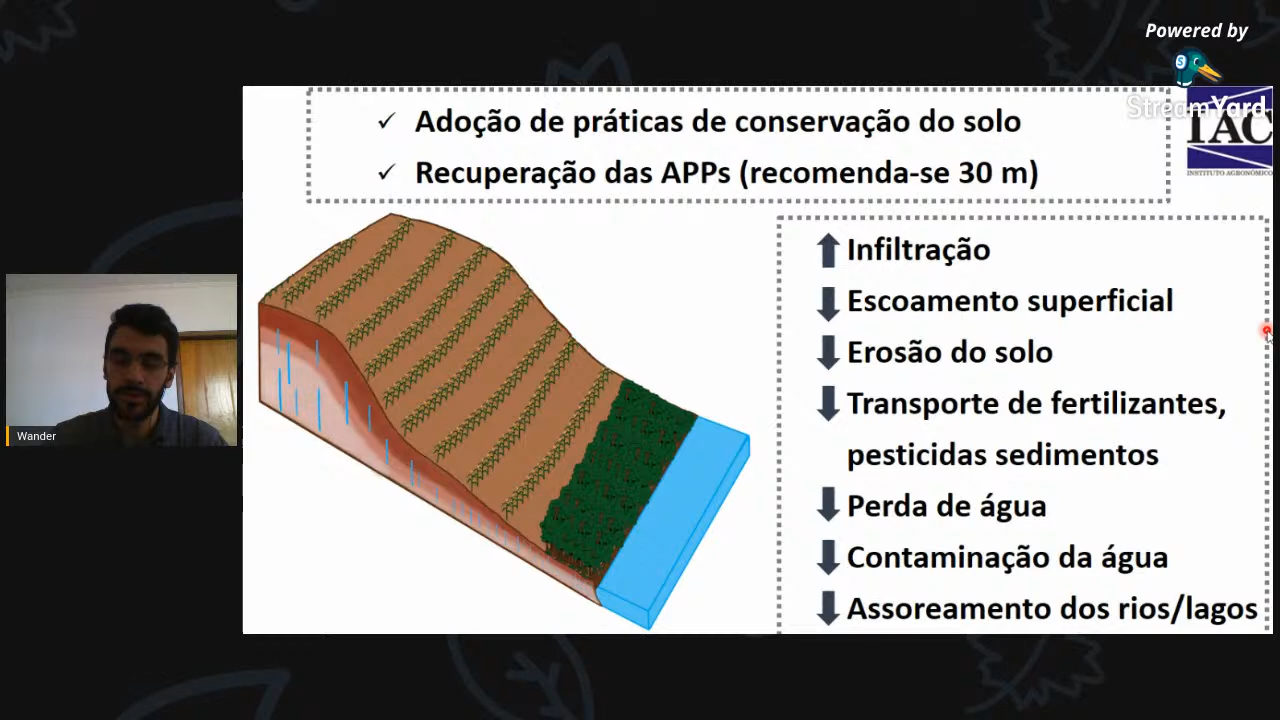 Powered by
StreamYard
IAC
INSTITUTO AGRONÔMICO
✓ Adoção de práticas de conservação do solo
✓ Recuperação das APPs (recomenda-se 30 m)
↑ Infiltração
↓ Escoamento superficial
↓ Erosão do solo
↓ Transporte de fertilizantes,
pesticidas sedimentos
↓ Perda de água
↓ Contaminação da água
↓ Assoreamento dos rios/lagos
Wander